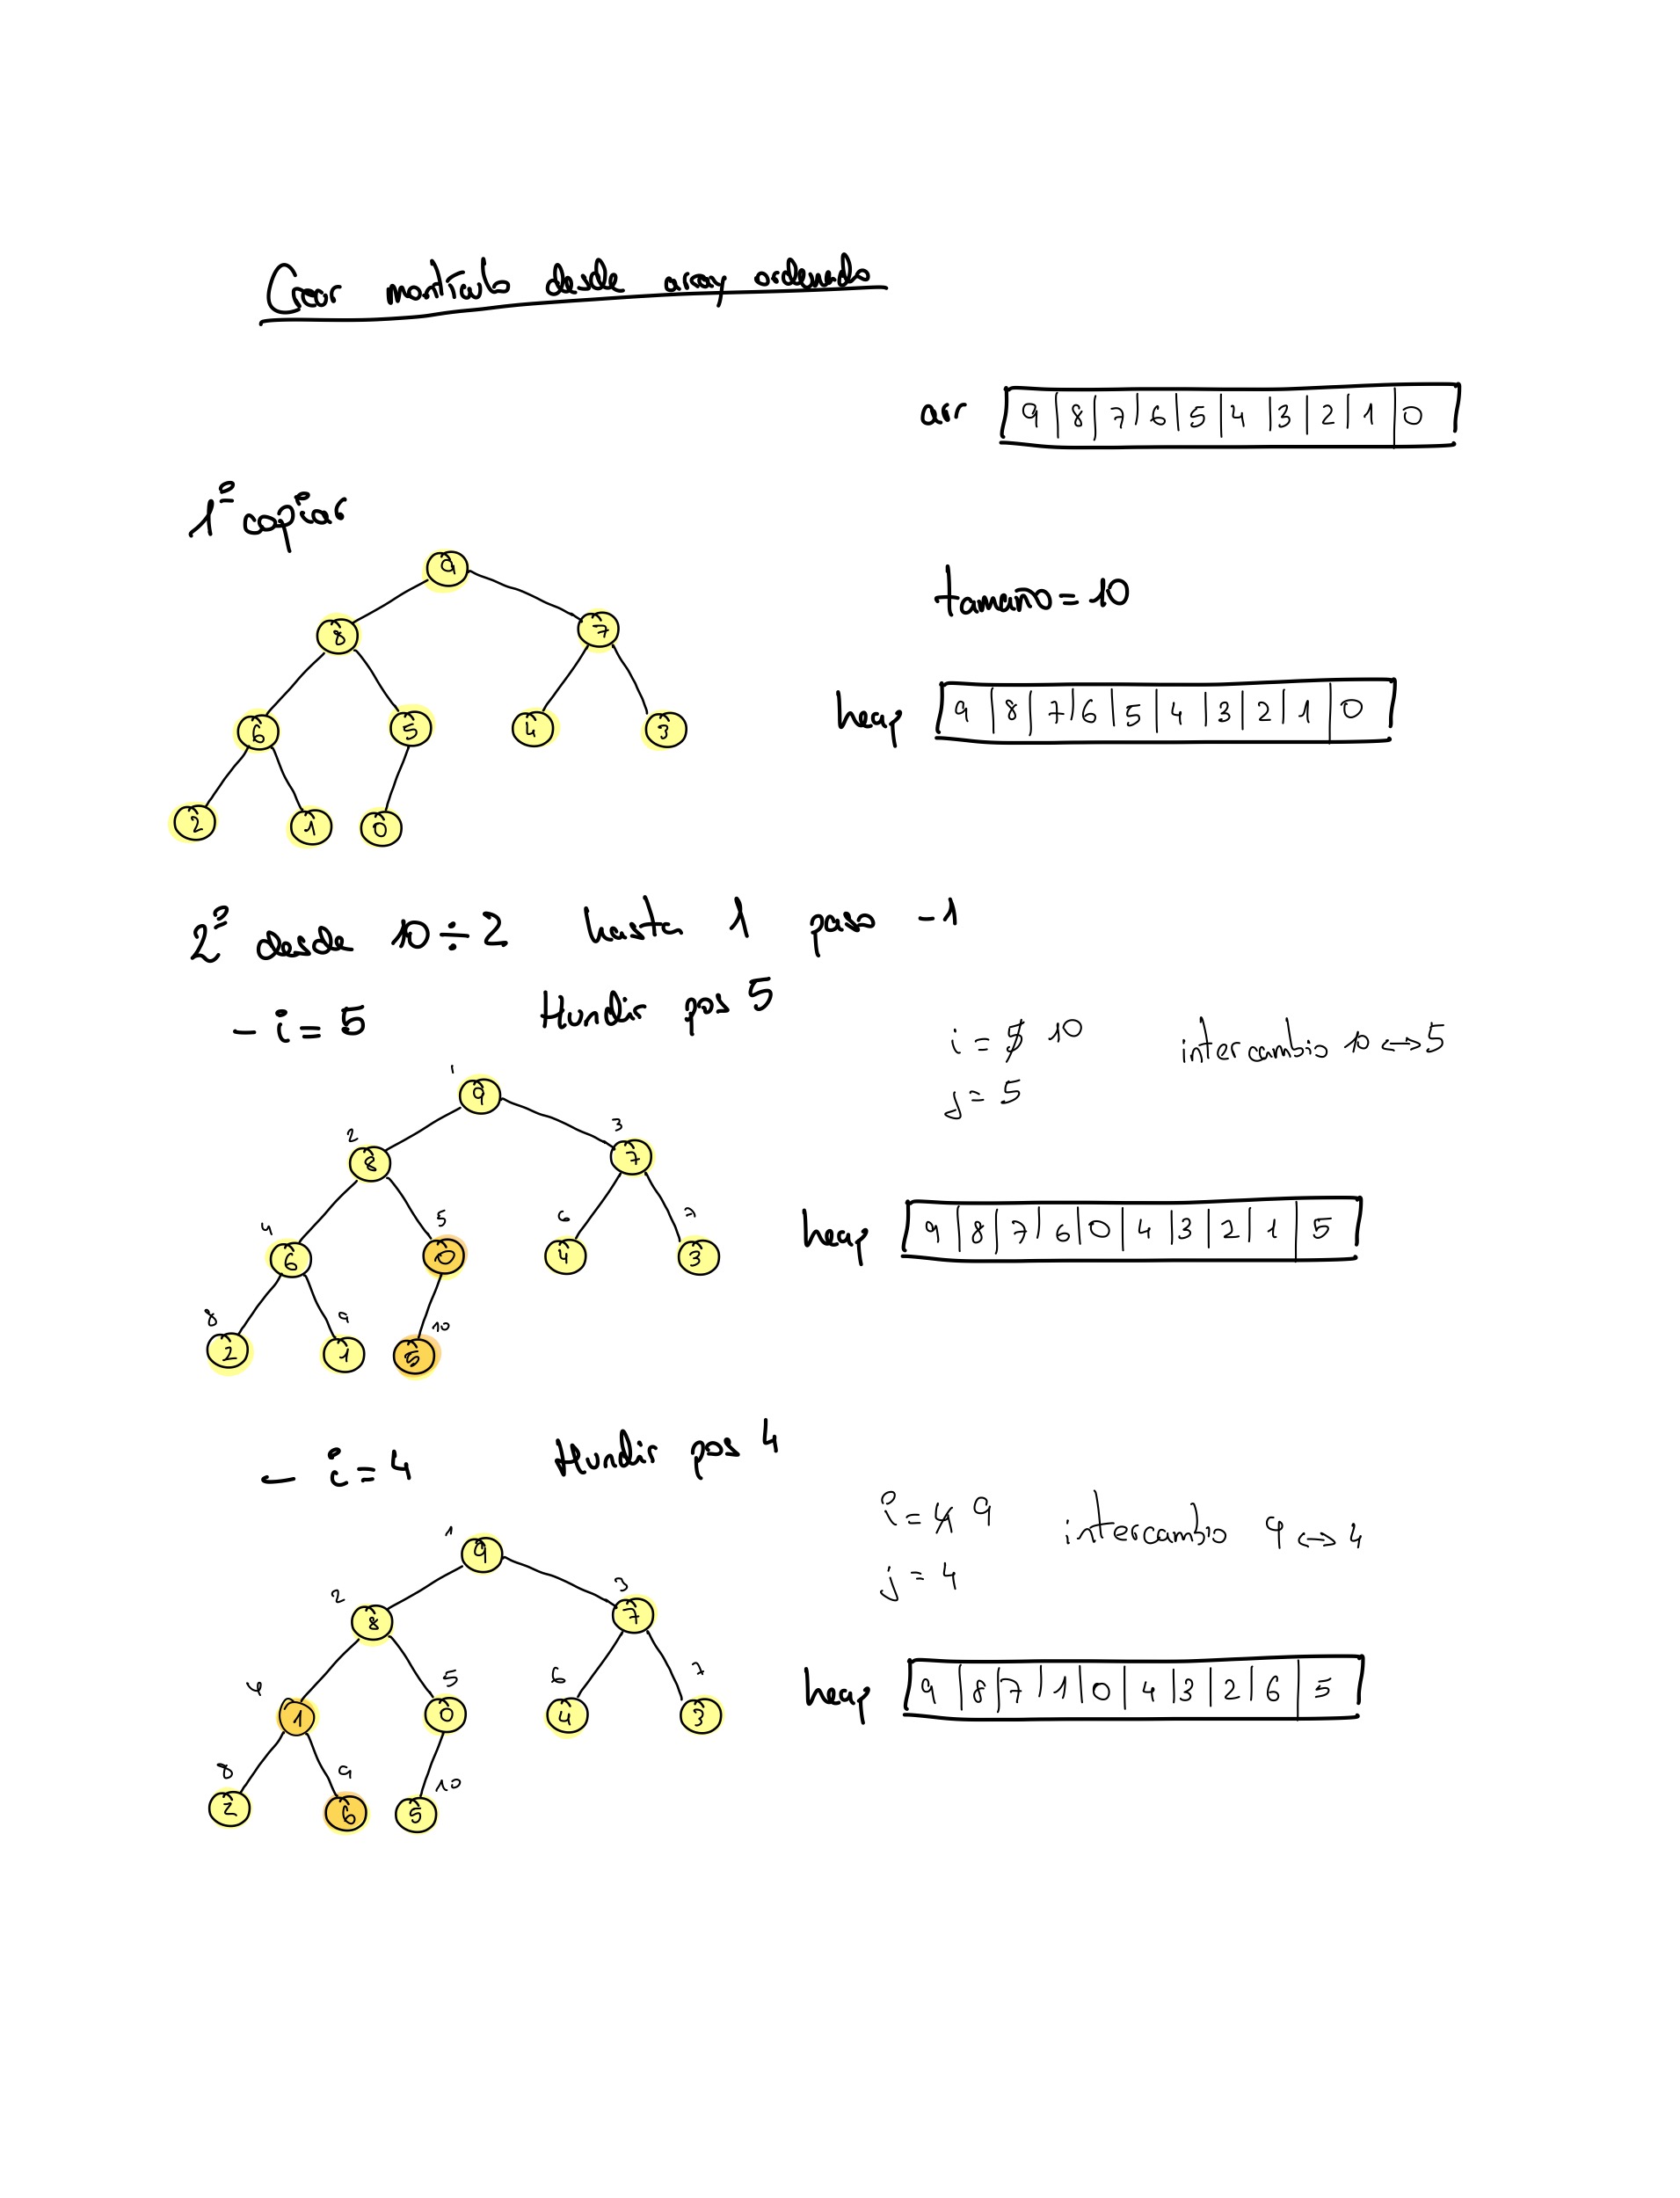 Crear montículo desde array ordenado
arr 9 | 8 | 7 | 6 | 5 | 4 | 3 | 2 | 1 | 0
1º copiar
9
tamaño = 10
8 7
heap 9 | 8 | 7 | 6 | 5 | 4 | 3 | 2 | 1 | 0
6 5 4 3
2 1 0
2º desde 10 ÷ 2 hasta 1 paso -1
- i = 5 Hundir pos 5
i = 5 10 intercambio 10 ↔ 5
j = 5
1
9
2 3
8 7
heap 9 | 8 | 7 | 6 | 0 | 4 | 3 | 2 | 1 | 5
4 5 6 7
6 0 4 3
8 9 10
2 1 5
- i = 4 Hundir pos 4
i = 4 9 intercambio 9 ↔ 4
j = 4
1
9
2 3
8 7
heap 9 | 8 | 7 | 1 | 0 | 4 | 3 | 2 | 6 | 5
4 5 6 7
1 0 4 3
8 9 10
2 6 5